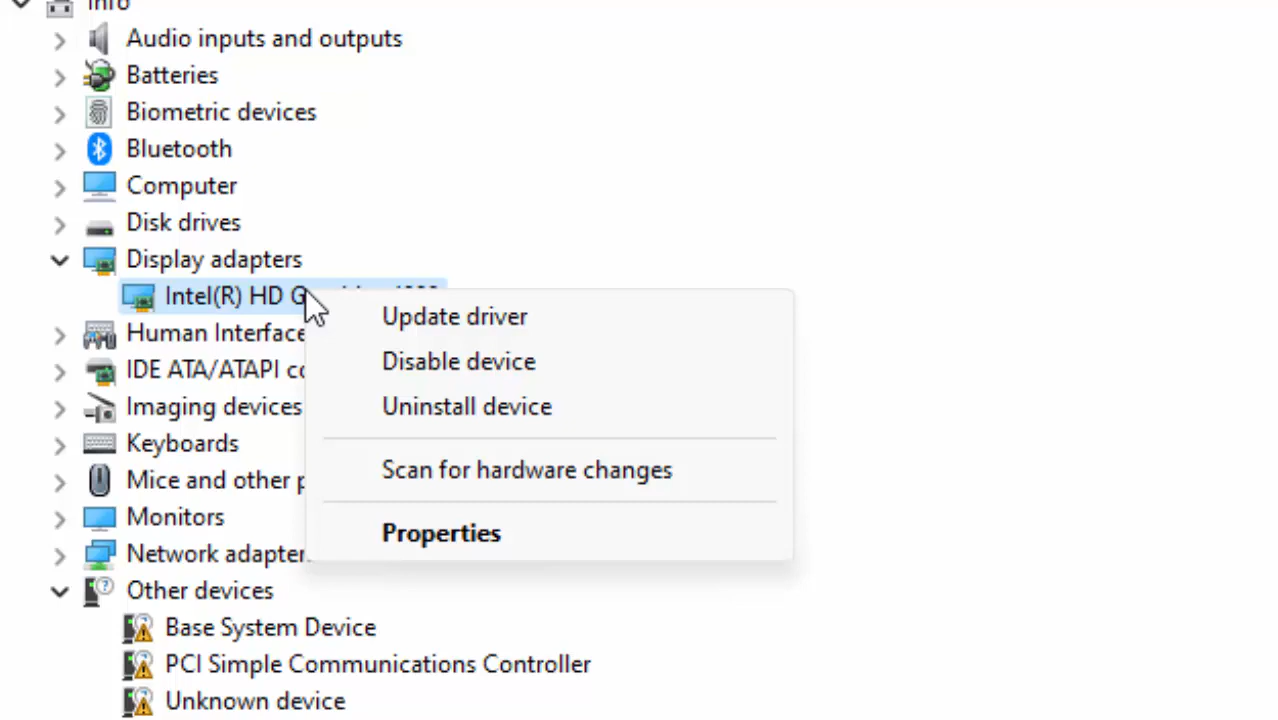 Info
Audio inputs and outputs
Batteries
Biometric devices
Bluetooth
Computer
Disk drives
Display adapters
Intel(R) HD
Update driver
Human Interface
Disable device
IDE ATA/ATAPI
Uninstall device
Imaging devices
Keyboards
Scan for hardware changes
Mice and other
Monitors
Properties
Network
Other devices
Base System Device
PCI Simple Communications Controller
Unknown device